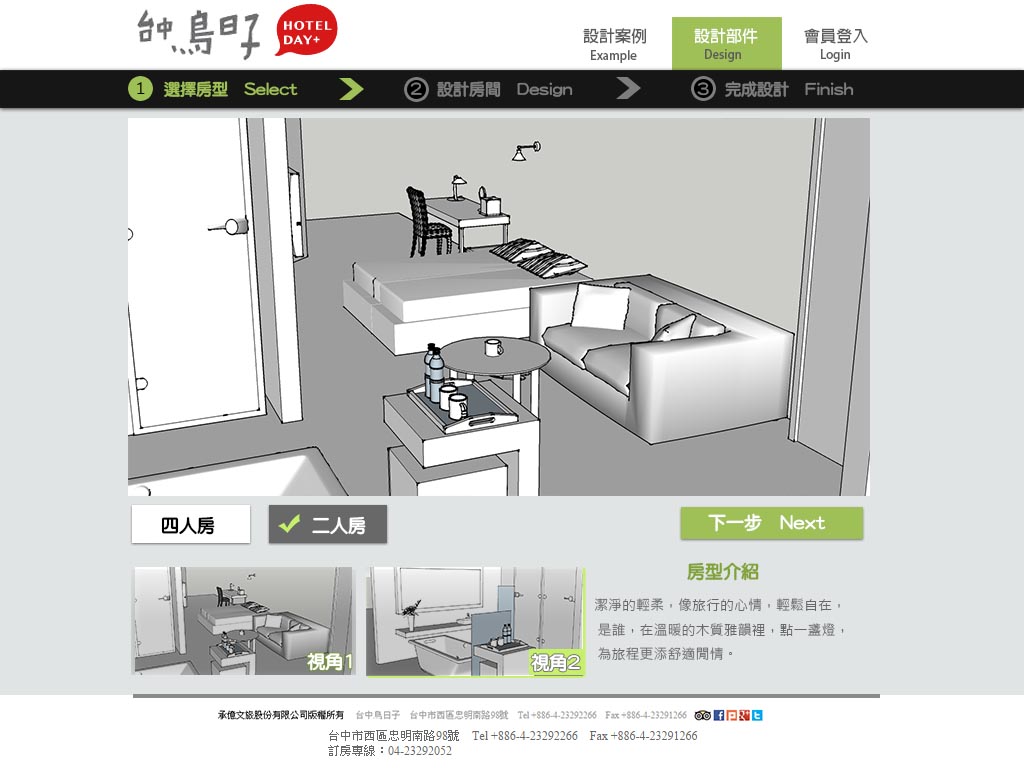 台中鳥日子
HOTEL DAY+
設計案例 Example
設計部件 Design
會員登入 Login
1 選擇房型 Select
2 設計房間 Design
3 完成設計 Finish
四人房
二人房
下一步 Next
視角1
視角2
房型介紹
潔淨的輕柔，像旅行的心情，輕鬆自在，
是誰，在溫暖的木質雅韻裡，點一盞燈，
為旅程更添舒適閒情。
承億文旅股份有限公司版權所有 台中鳥日子 台中市西區忠明南路98號 Tel +886-4-23292266 Fax +886-4-23291266
台中市西區忠明南路98號 Tel +886-4-23292266 Fax +886-4-23291266
訂房專線：04-23292052